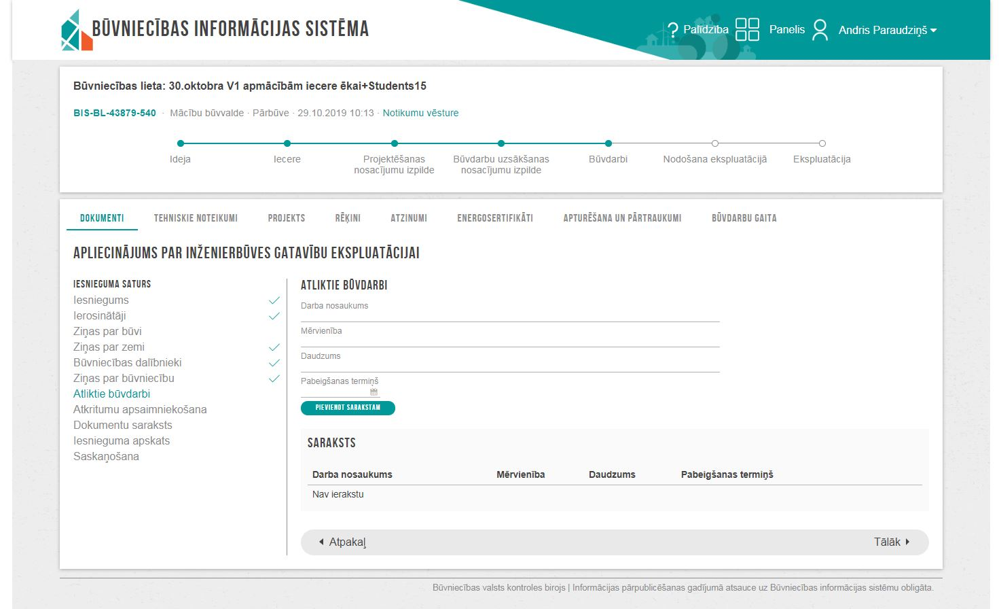 BŪVNIECĪBAS INFORMĀCIJAS SISTĒMA
? Palīdzība Panelis Andris Paraudziņš
Būvniecības lieta: 30.oktobra V1 apmācībām iecere ēkai+Students15
BIS-BL-43879-540 · Mācību būvvalde · Pārbūve · 29.10.2019 10:13 · Notikumu vēsture
Ideja Iecere Projektēšanas nosacījumu izpilde Būvdarbu uzsākšanas nosacījumu izpilde Būvdarbi Nodošana ekspluatācijā Ekspluatācija
DOKUMENTI TEHNISKIE NOTEIKUMI PROJEKTS RĒĶINI ATZINUMI ENERGOSERTIFIKĀTI APTURĒŠANA UN PĀRTRAUKUMI BŪVDARBU GAITA
APLIECINĀJUMS PAR INŽENIERBŪVES GATAVĪBU EKSPLUATĀCIJAI
IESNIEGUMA SATURS
Iesniegums
Ierosinātāji
Ziņas par būvi
Ziņas par zemi
Būvniecības dalībnieki
Ziņas par būvniecību
Atliktie būvdarbi
Atkritumu apsaimniekošana
Dokumentu saraksts
Iesnieguma apskats
Saskaņošana
ATLIKTIE BŪVDARBI
Darba nosaukums
Mērvienība
Daudzums
Pabeigšanas termiņš
PIEVIENOT SARAKSTAM
SARAKSTS
Darba nosaukums Mērvienība Daudzums Pabeigšanas termiņš
Nav ierakstu
Atpakaļ Tālāk
Būvniecības valsts kontroles birojs | Informācijas pārpublicēšanas gadījumā atsauce uz Būvniecības informācijas sistēmu obligāta.